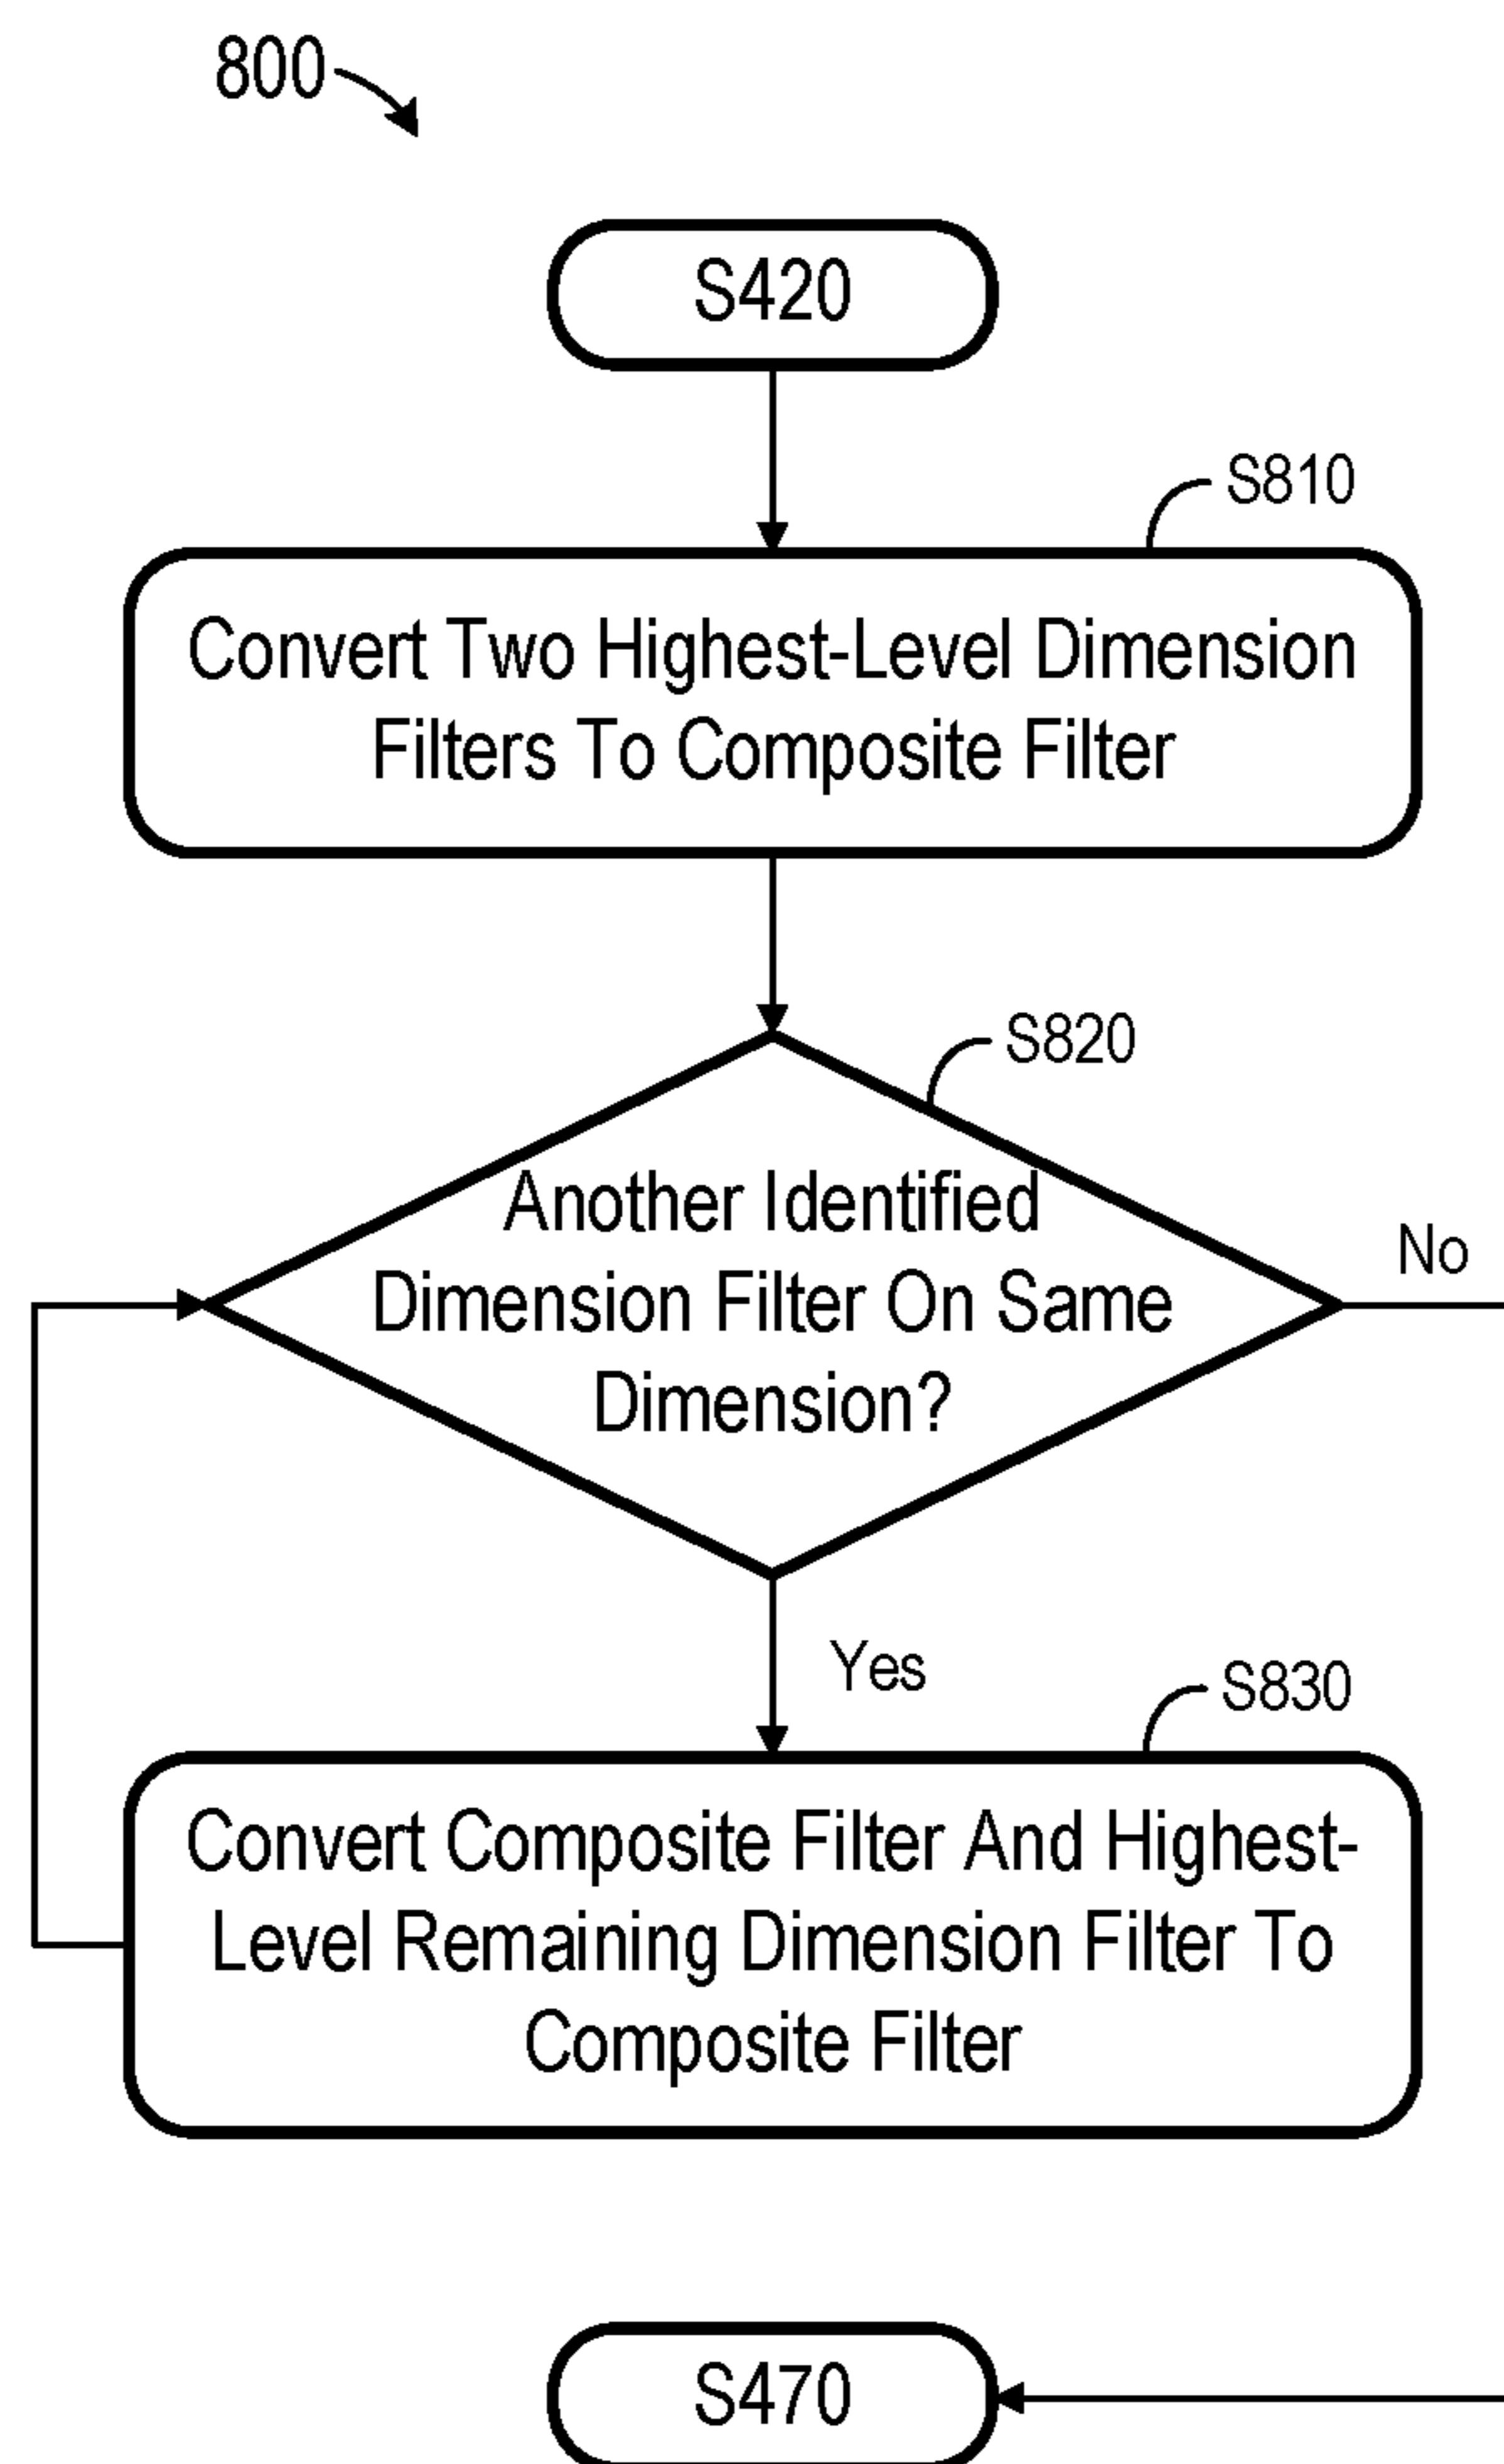 800
S420
S810
Convert Two Highest-Level Dimension
Filters To Composite Filter
S820
Another Identified
Dimension Filter On Same
Dimension?
No
Yes
S830
Convert Composite Filter And Highest-
Level Remaining Dimension Filter To
Composite Filter
S470